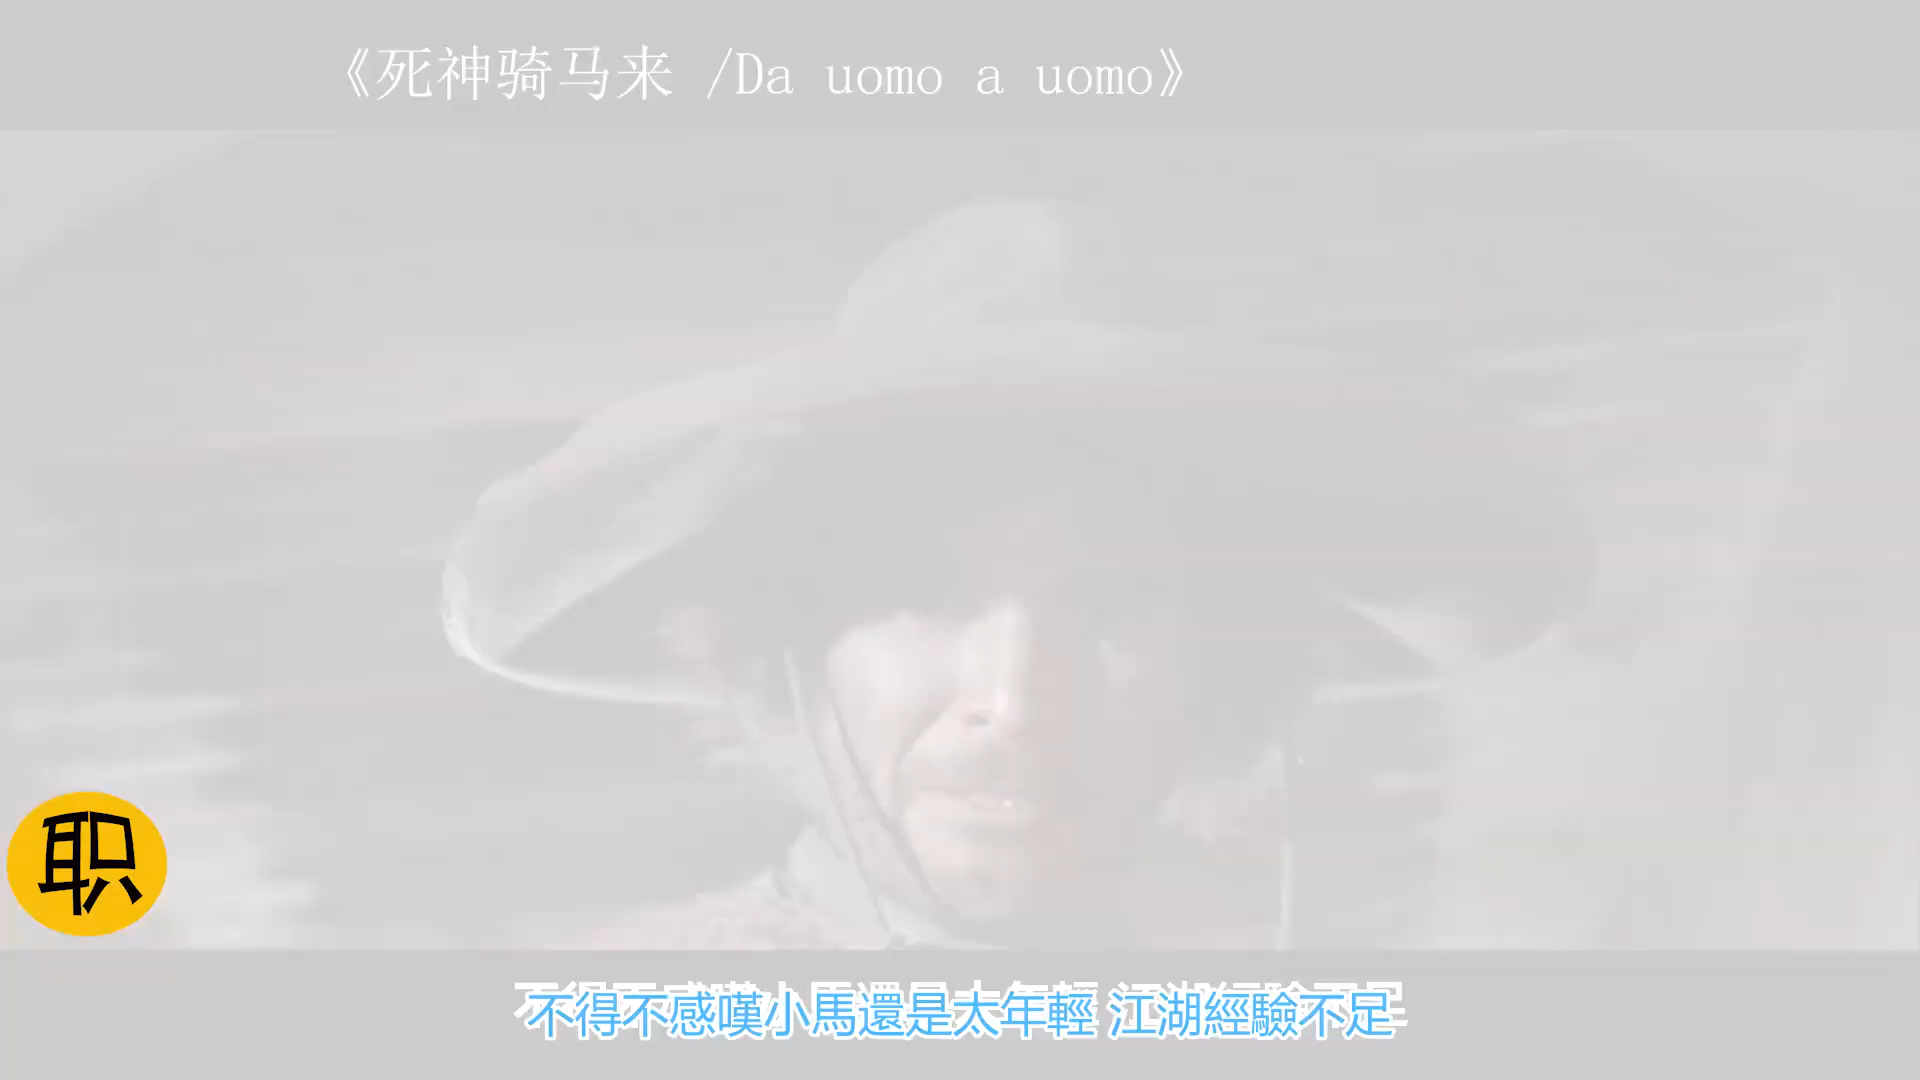 《死神骑马来 /Da uomo a uomo》
职
不得不感嘆小馬還是太年輕 江湖經驗不足